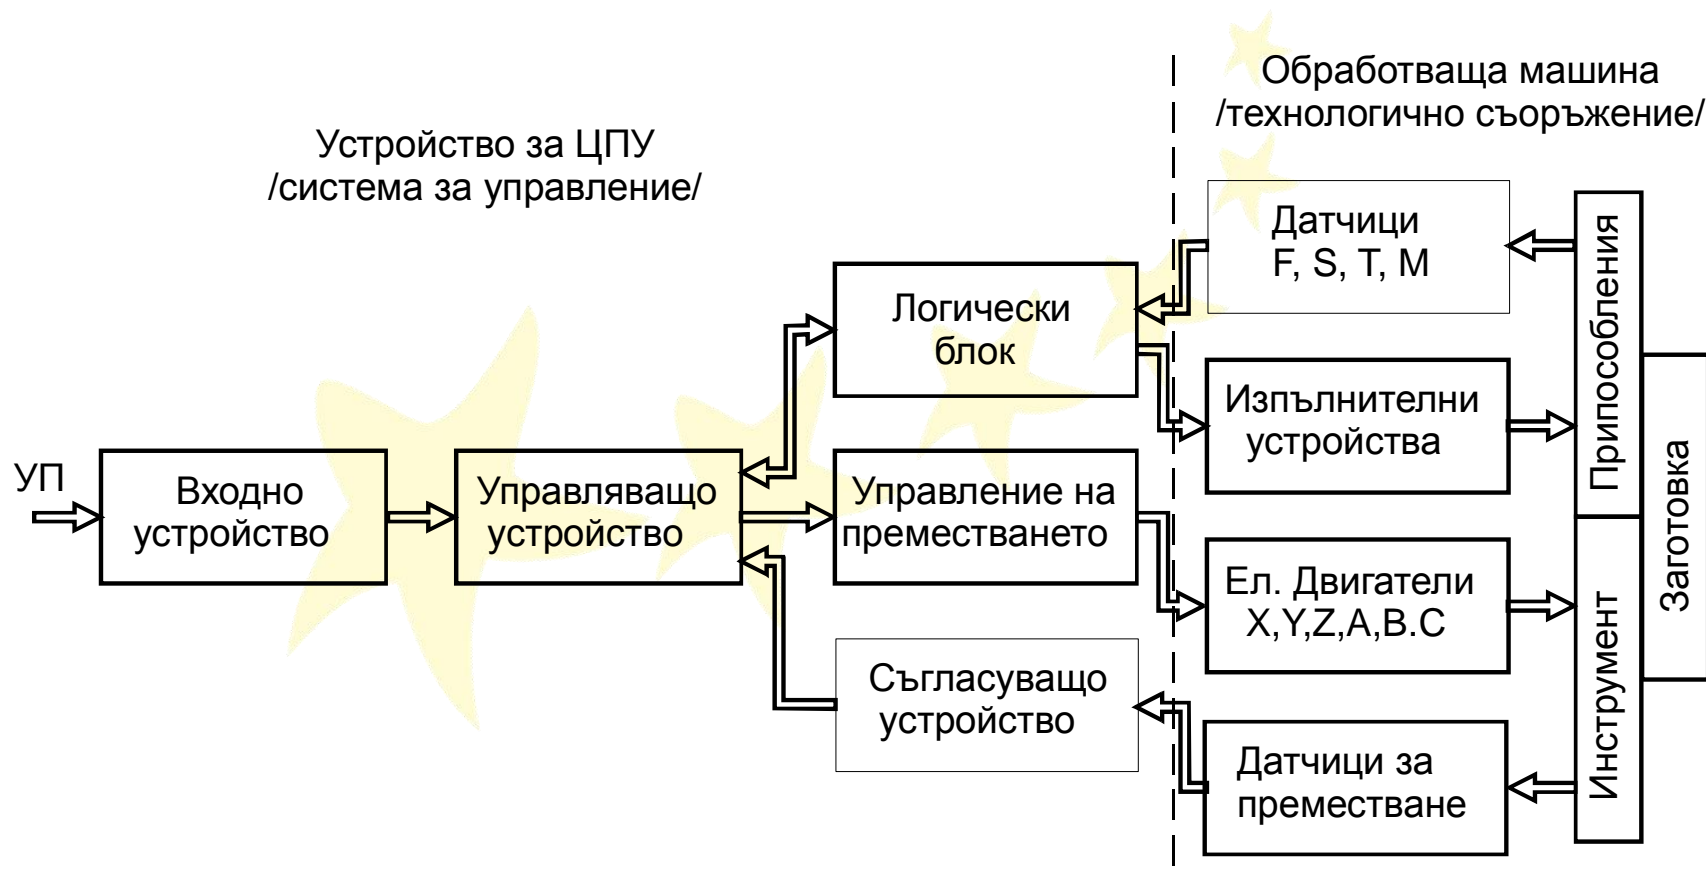 Обработваща машина
/технологично съоръжение/
Устройство за ЦПУ
/система за управление/
Датчици
F, S, T, M
Логически
блок
Изпълнителни
устройства
Припособления
Заготовка
УП
Входно
устройство
Управляващо
устройство
Управление на
преместването
Ел. Двигатели
X,Y,Z,A,B.C
Инструмент
Съгласуващо
устройство
Датчици за
преместване